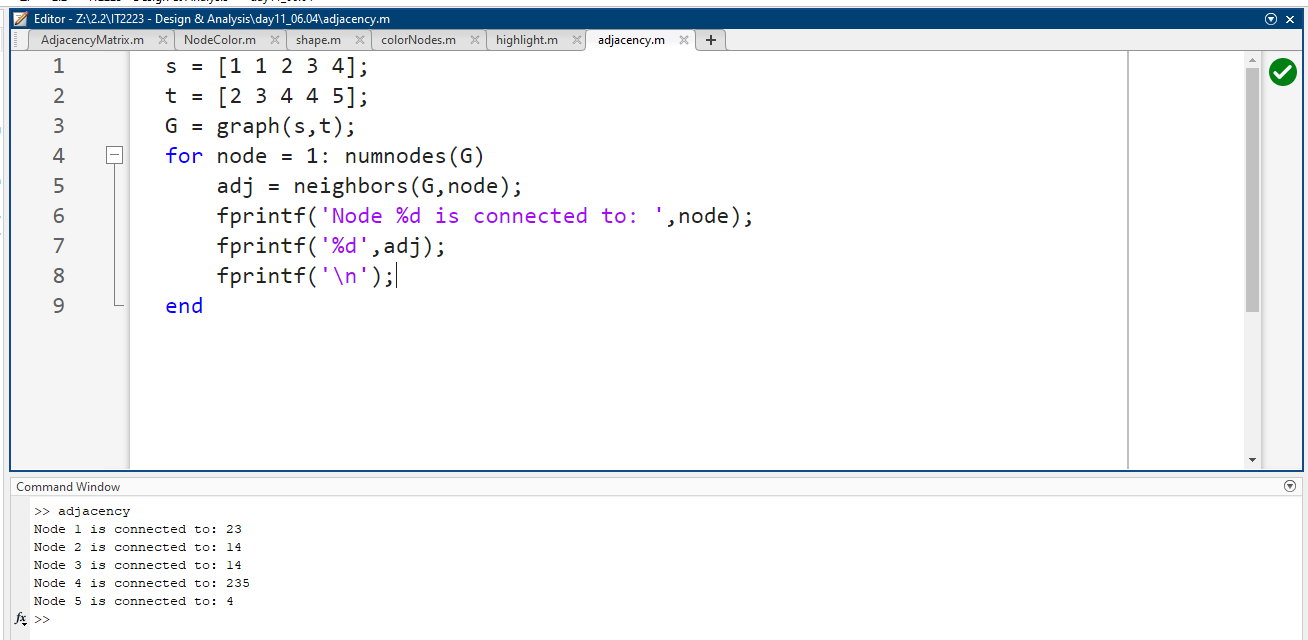 Editor - Z:\2.2\IT2223 - Design & Analysis\day11_06.04\adjacency.m
AdjacencyMatrix.m NodeColor.m shape.m colorNodes.m highlight.m adjacency.m +
1 s = [1 1 2 3 4];
2 t = [2 3 4 4 5];
3 G = graph(s,t);
4 for node = 1: numnodes(G)
5 adj = neighbors(G,node);
6 fprintf('Node %d is connected to: ',node);
7 fprintf('%d',adj);
8 fprintf('\n');
9 end
Command Window
>> adjacency
Node 1 is connected to: 23
Node 2 is connected to: 14
Node 3 is connected to: 14
Node 4 is connected to: 235
Node 5 is connected to: 4
fx >>